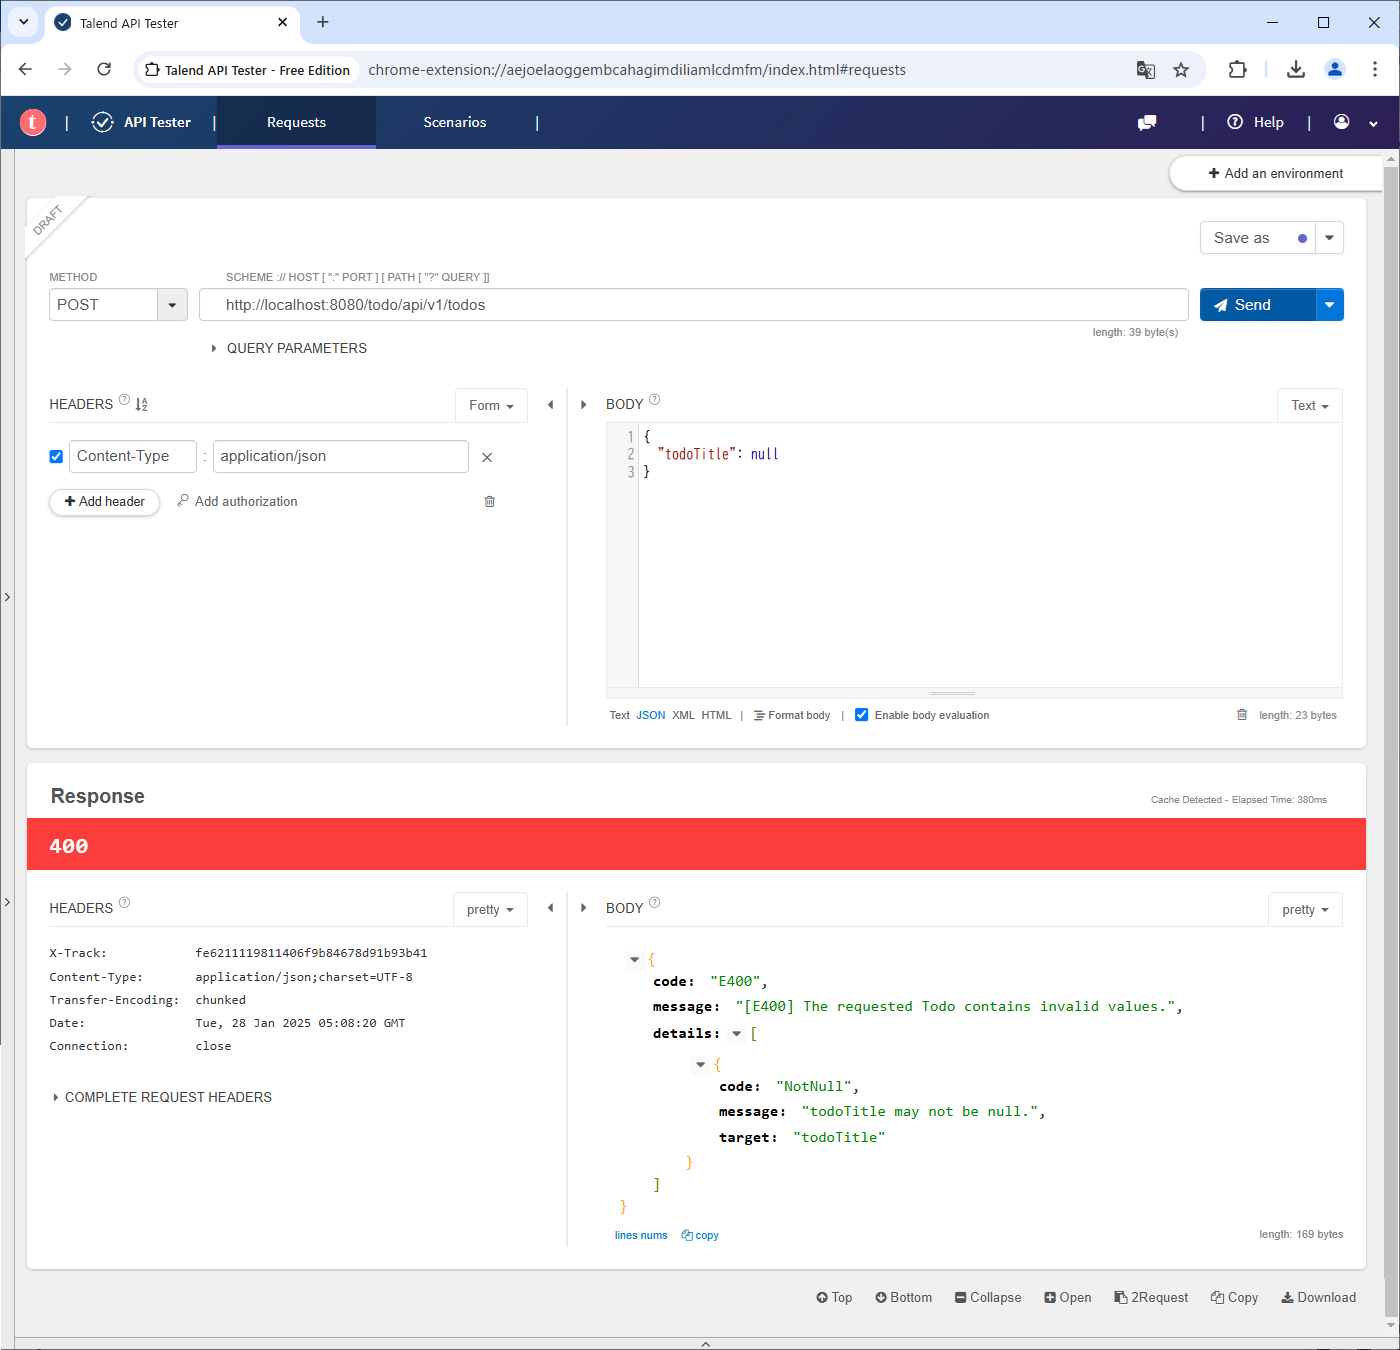 Talend API Tester
Talend API Tester - Free Edition
chrome-extension://aejoelaoggembcahagimdiliamlcdmfm/index.html#requests
t | API Tester | Requests Scenarios | | Help |
Add an environment
DRAFT
Save as
METHOD
SCHEME :// HOST [ ":" PORT ] [ PATH [ "?" QUERY ]]
POST
http://localhost:8080/todo/api/v1/todos
Send
length: 39 byte(s)
QUERY PARAMETERS
HEADERS ?
Form
BODY ?
Text
Content-Type : application/json
Add header
Add authorization
1 {
2 "todoTitle": null
3 }
Text JSON XML HTML | Format body | Enable body evaluation
length: 23 bytes
Response
Cache Detected - Elapsed Time: 380ms
400
HEADERS ?
pretty
BODY ?
pretty
X-Track: fe6211119811406f9b84678d91b93b41
Content-Type: application/json;charset=UTF-8
Transfer-Encoding: chunked
Date: Tue, 28 Jan 2025 05:08:20 GMT
Connection: close
COMPLETE REQUEST HEADERS
{
code: "E400",
message: "[E400] The requested Todo contains invalid values.",
details: [
{
code: "NotNull",
message: "todoTitle may not be null.",
target: "todoTitle"
}
]
}
lines nums
copy
length: 169 bytes
Top
Bottom
Collapse
Open
2Request
Copy
Download